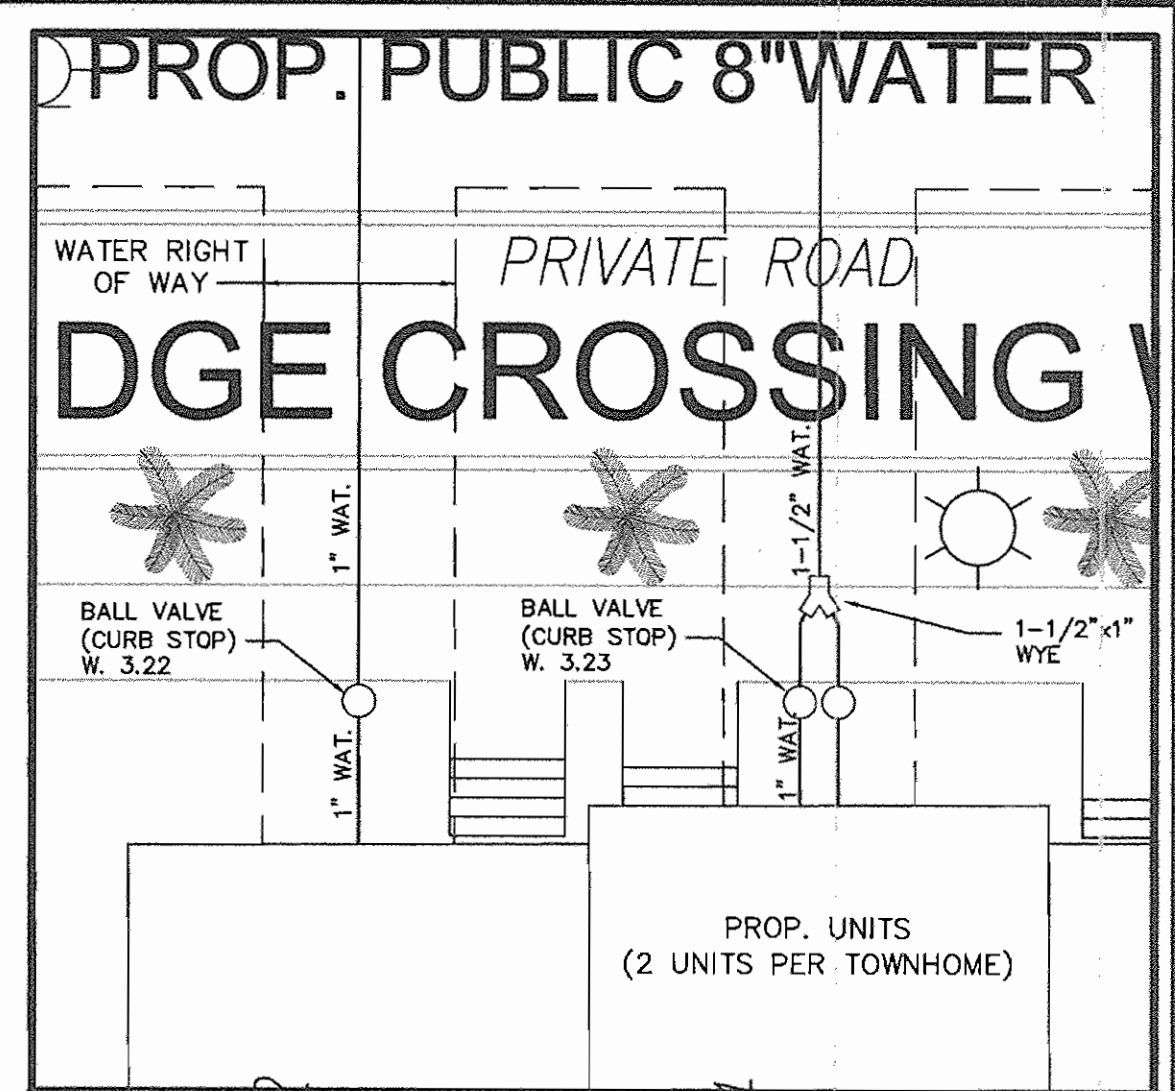 PROP. PUBLIC 8"WATER
WATER RIGHT
OF WAY
PRIVATE ROAD
DGE CROSSING
1" WAT.
1-1/2" WAT.
BALL VALVE
(CURB STOP)
W. 3.22
BALL VALVE
(CURB STOP)
W. 3.23
1-1/2"x1"
WYE
1" WAT.
1" WAT.
PROP. UNITS
(2 UNITS PER TOWNHOME)